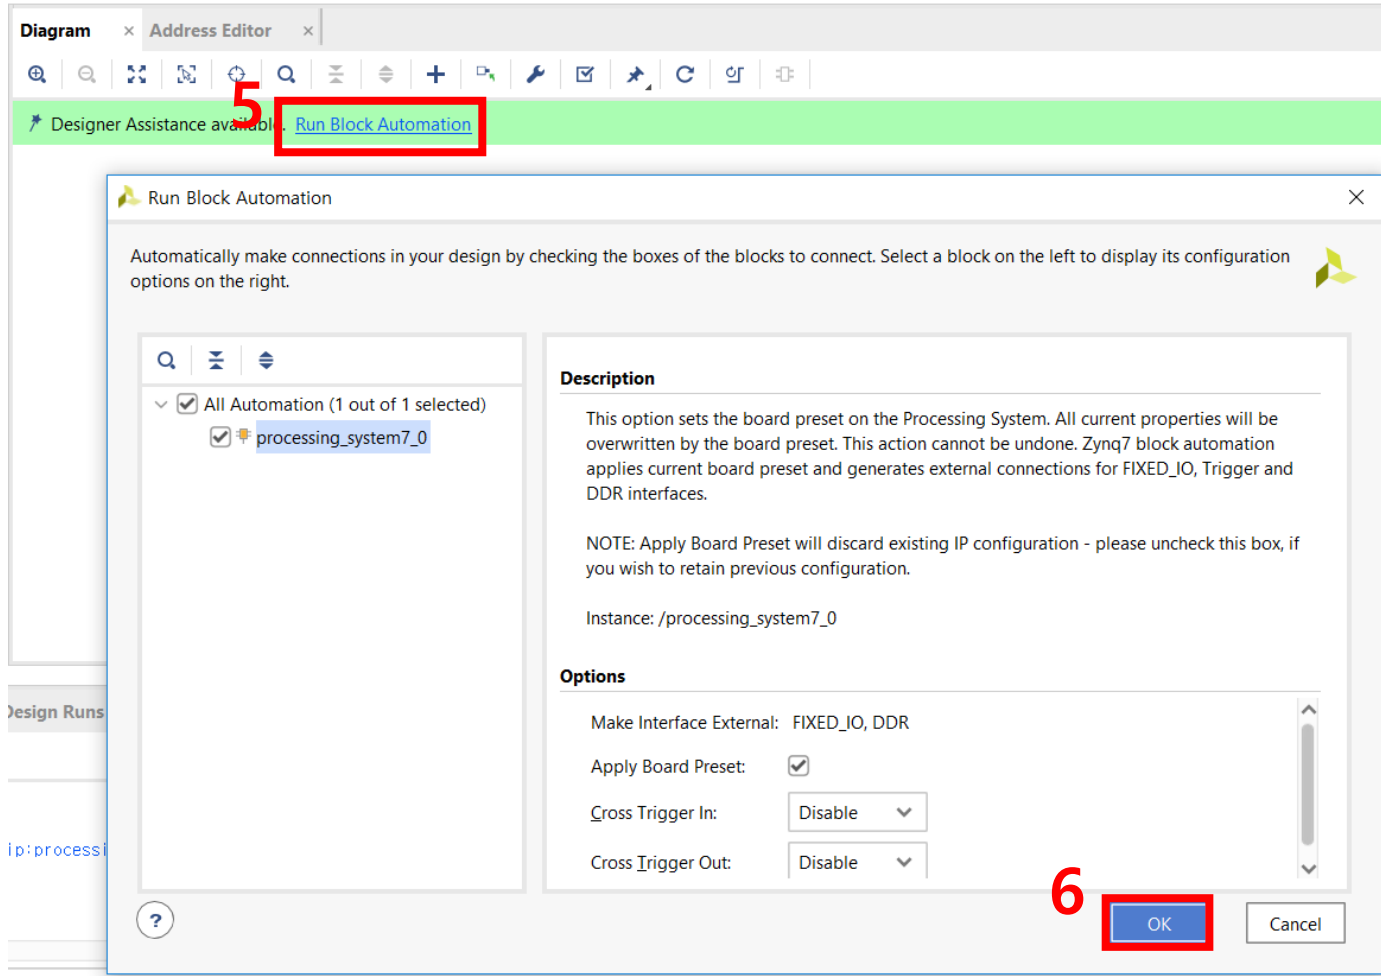 Diagram × Address Editor ×
5
Designer Assistance available. Run Block Automation
Run Block Automation
Automatically make connections in your design by checking the boxes of the blocks to connect. Select a block on the left to display its configuration
options on the right.
All Automation (1 out of 1 selected)
processing_system7_0
Description
This option sets the board preset on the Processing System. All current properties will be
overwritten by the board preset. This action cannot be undone. Zynq7 block automation
applies current board preset and generates external connections for FIXED_IO, Trigger and
DDR interfaces.
NOTE: Apply Board Preset will discard existing IP configuration - please uncheck this box, if
you wish to retain previous configuration.
Instance: /processing_system7_0
Options
Make Interface External: FIXED_IO, DDR
Apply Board Preset:
Cross Trigger In: Disable
Cross Trigger Out: Disable
Design Runs
ip:processi
6
? OK Cancel